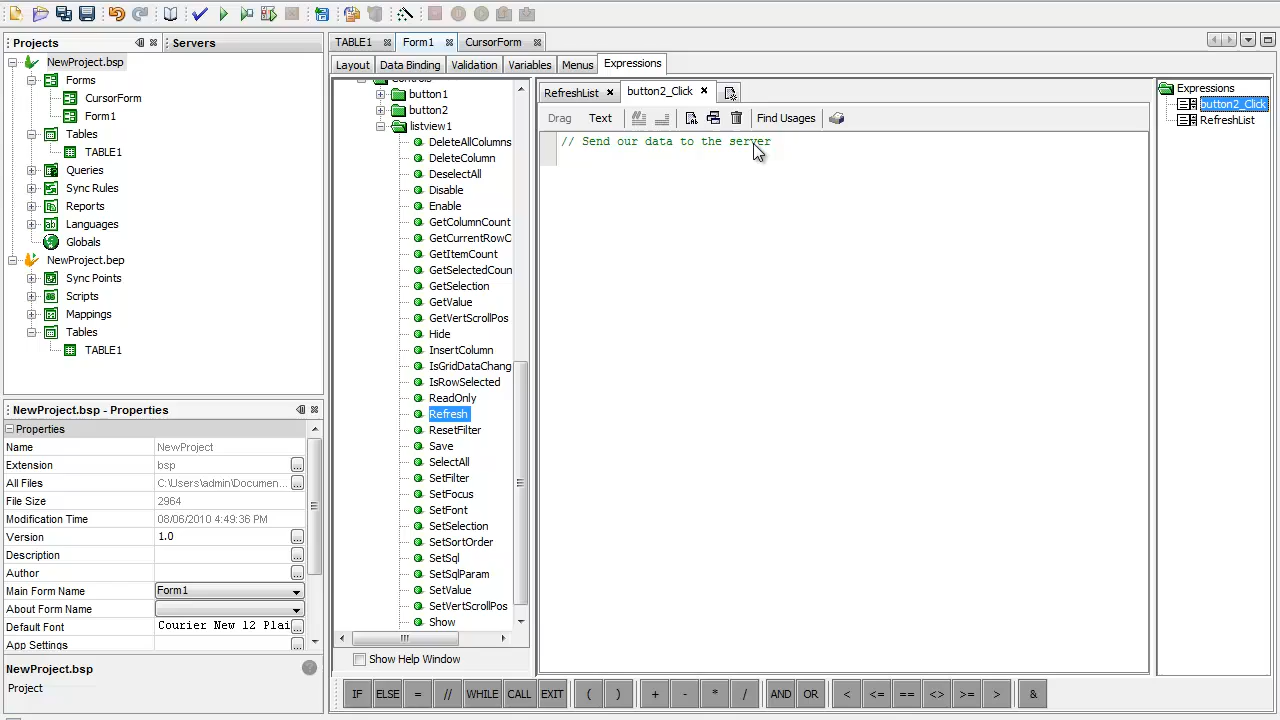 Projects
Servers
NewProject.bsp
Forms
CursorForm
Form1
Tables
TABLE1
Queries
Sync Rules
Reports
Languages
Globals
NewProject.bep
Sync Points
Scripts
Mappings
Tables
TABLE1
NewProject.bsp - Properties
Properties
Name NewProject
Extension bsp
All Files C:\Users\admin\Documen... ...
File Size 2964
Modification Time 08/06/2010 4:49:36 PM
Version 1.0 ...
Description ...
Author ...
Main Form Name Form1
About Form Name
Default Font Courier New 12 Plai ...
App Settings ...
NewProject.bsp
Project
TABLE1 Form1 CursorForm
Layout Data Binding Validation Variables Menus Expressions
button1
button2
listview1
DeleteAllColumns
DeleteColumn
DeselectAll
Disable
Enable
GetColumnCount
GetCurrentRowC
GetItemCount
GetSelectedCoun
GetSelection
GetValue
GetVertScrollPos
Hide
InsertColumn
IsGridDataChang
IsRowSelected
ReadOnly
Refresh
ResetFilter
Save
SelectAll
SetFilter
SetFocus
SetFont
SetSelection
SetSortOrder
SetSql
SetSqlParam
SetValue
SetVertScrollPos
Show
Show Help Window
RefreshList button2_Click
Drag Text Find Usages
// Send our data to the server
Expressions
button2_Click
RefreshList
IF ELSE = // WHILE CALL EXIT ( ) + - * / AND OR < <= == <> >= > &